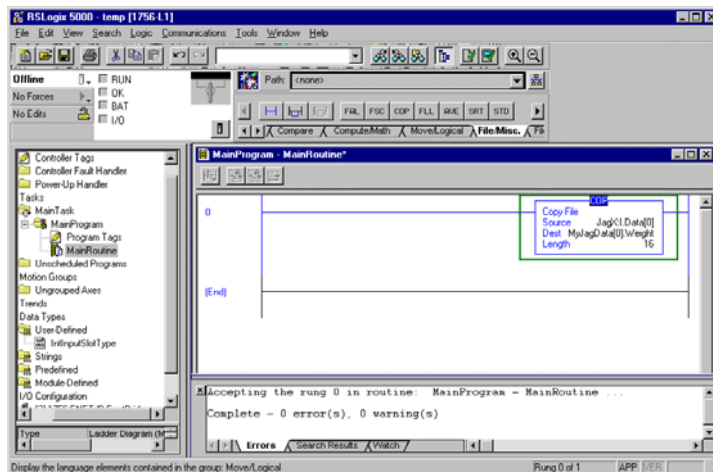 RSLogix 5000 - temp [1756-L1]
File Edit View Search Logic Communications Tools Window Help
Offline
RUN
No Forces
OK
BAT
No Edits
I/O
Path: <none>
FAL FSC COP FLL AVE SRT STD
Compare Compute/Math Move/Logical File/Misc.
Controller Tags
Controller Fault Handler
Power-Up Handler
Tasks
MainTask
MainProgram
Program Tags
MainRoutine
Unscheduled Programs
Motion Groups
Ungrouped Axes
Trends
Data Types
User-Defined
IntInputSlotType
Strings
Predefined
Module-Defined
I/O Configuration
Type Ladder Diagram (M
MainProgram - MainRoutine*
0
COP
Copy File
Source JagX:I.Data[0]
Dest MyJagData[0].Weight
Length 16
(End)
Accepting the rung 0 in routine: MainProgram - MainRoutine ...
Complete - 0 error(s), 0 warning(s)
Errors Search Results Watch
Display the language elements contained in the group: Move/Logical
Rung 0 of 1
APP VER